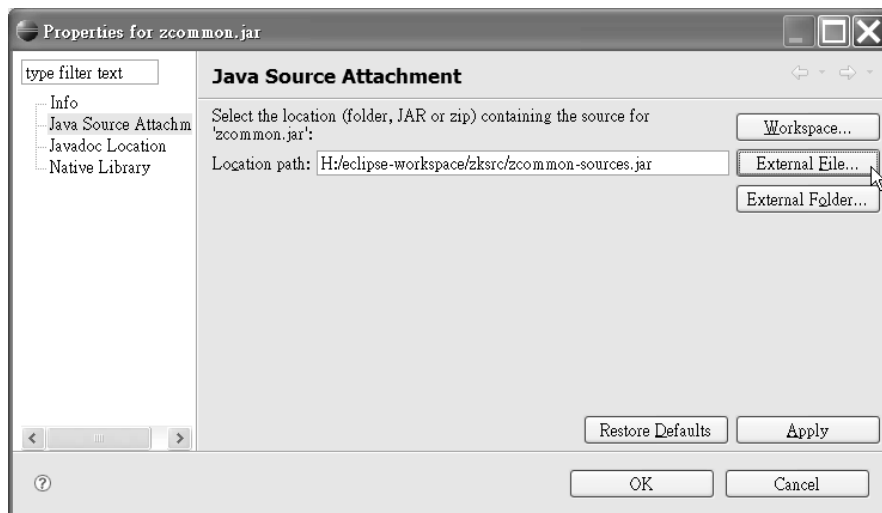 Properties for zcommon.jar
type filter text
Info
Java Source Attachm
Javadoc Location
Native Library
Java Source Attachment
Select the location (folder, JAR or zip) containing the source for
'zcommon.jar':
Location path: H:/eclipse-workspace/zksrc/zcommon-sources.jar
Workspace...
External File...
External Folder...
Restore Defaults
Apply
?
OK
Cancel